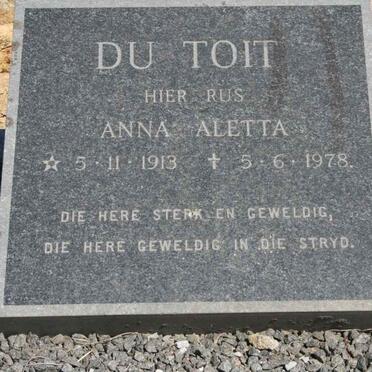 DU TOIT
HIER RUS
ANNA ALETTA
☆ 5·11·1913 ✝ 5·6·1978.
DIE HERE STERK EN GEWELDIG,
DIE HERE GEWELDIG IN DIE STRYD.